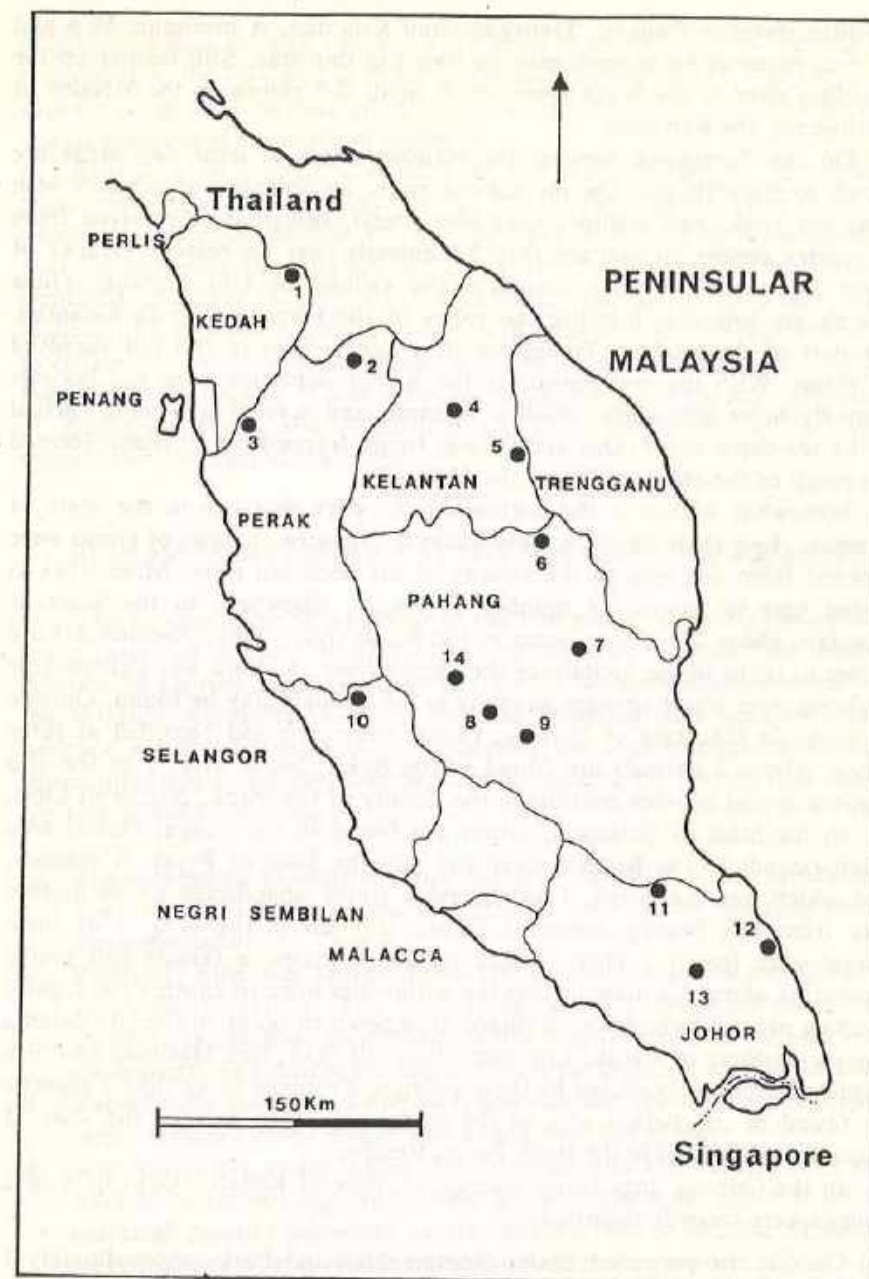 Thailand
PERLIS
1
PENINSULAR
KEDAH
MALAYSIA
2
PENANG
4
3
5
KELANTAN
TRENGGANU
PERAK
6
PAHANG
7
14
10
8
9
SELANGOR
11
NEGRI SEMBILAN
12
MALACCA
13
JOHOR
150Km
Singapore